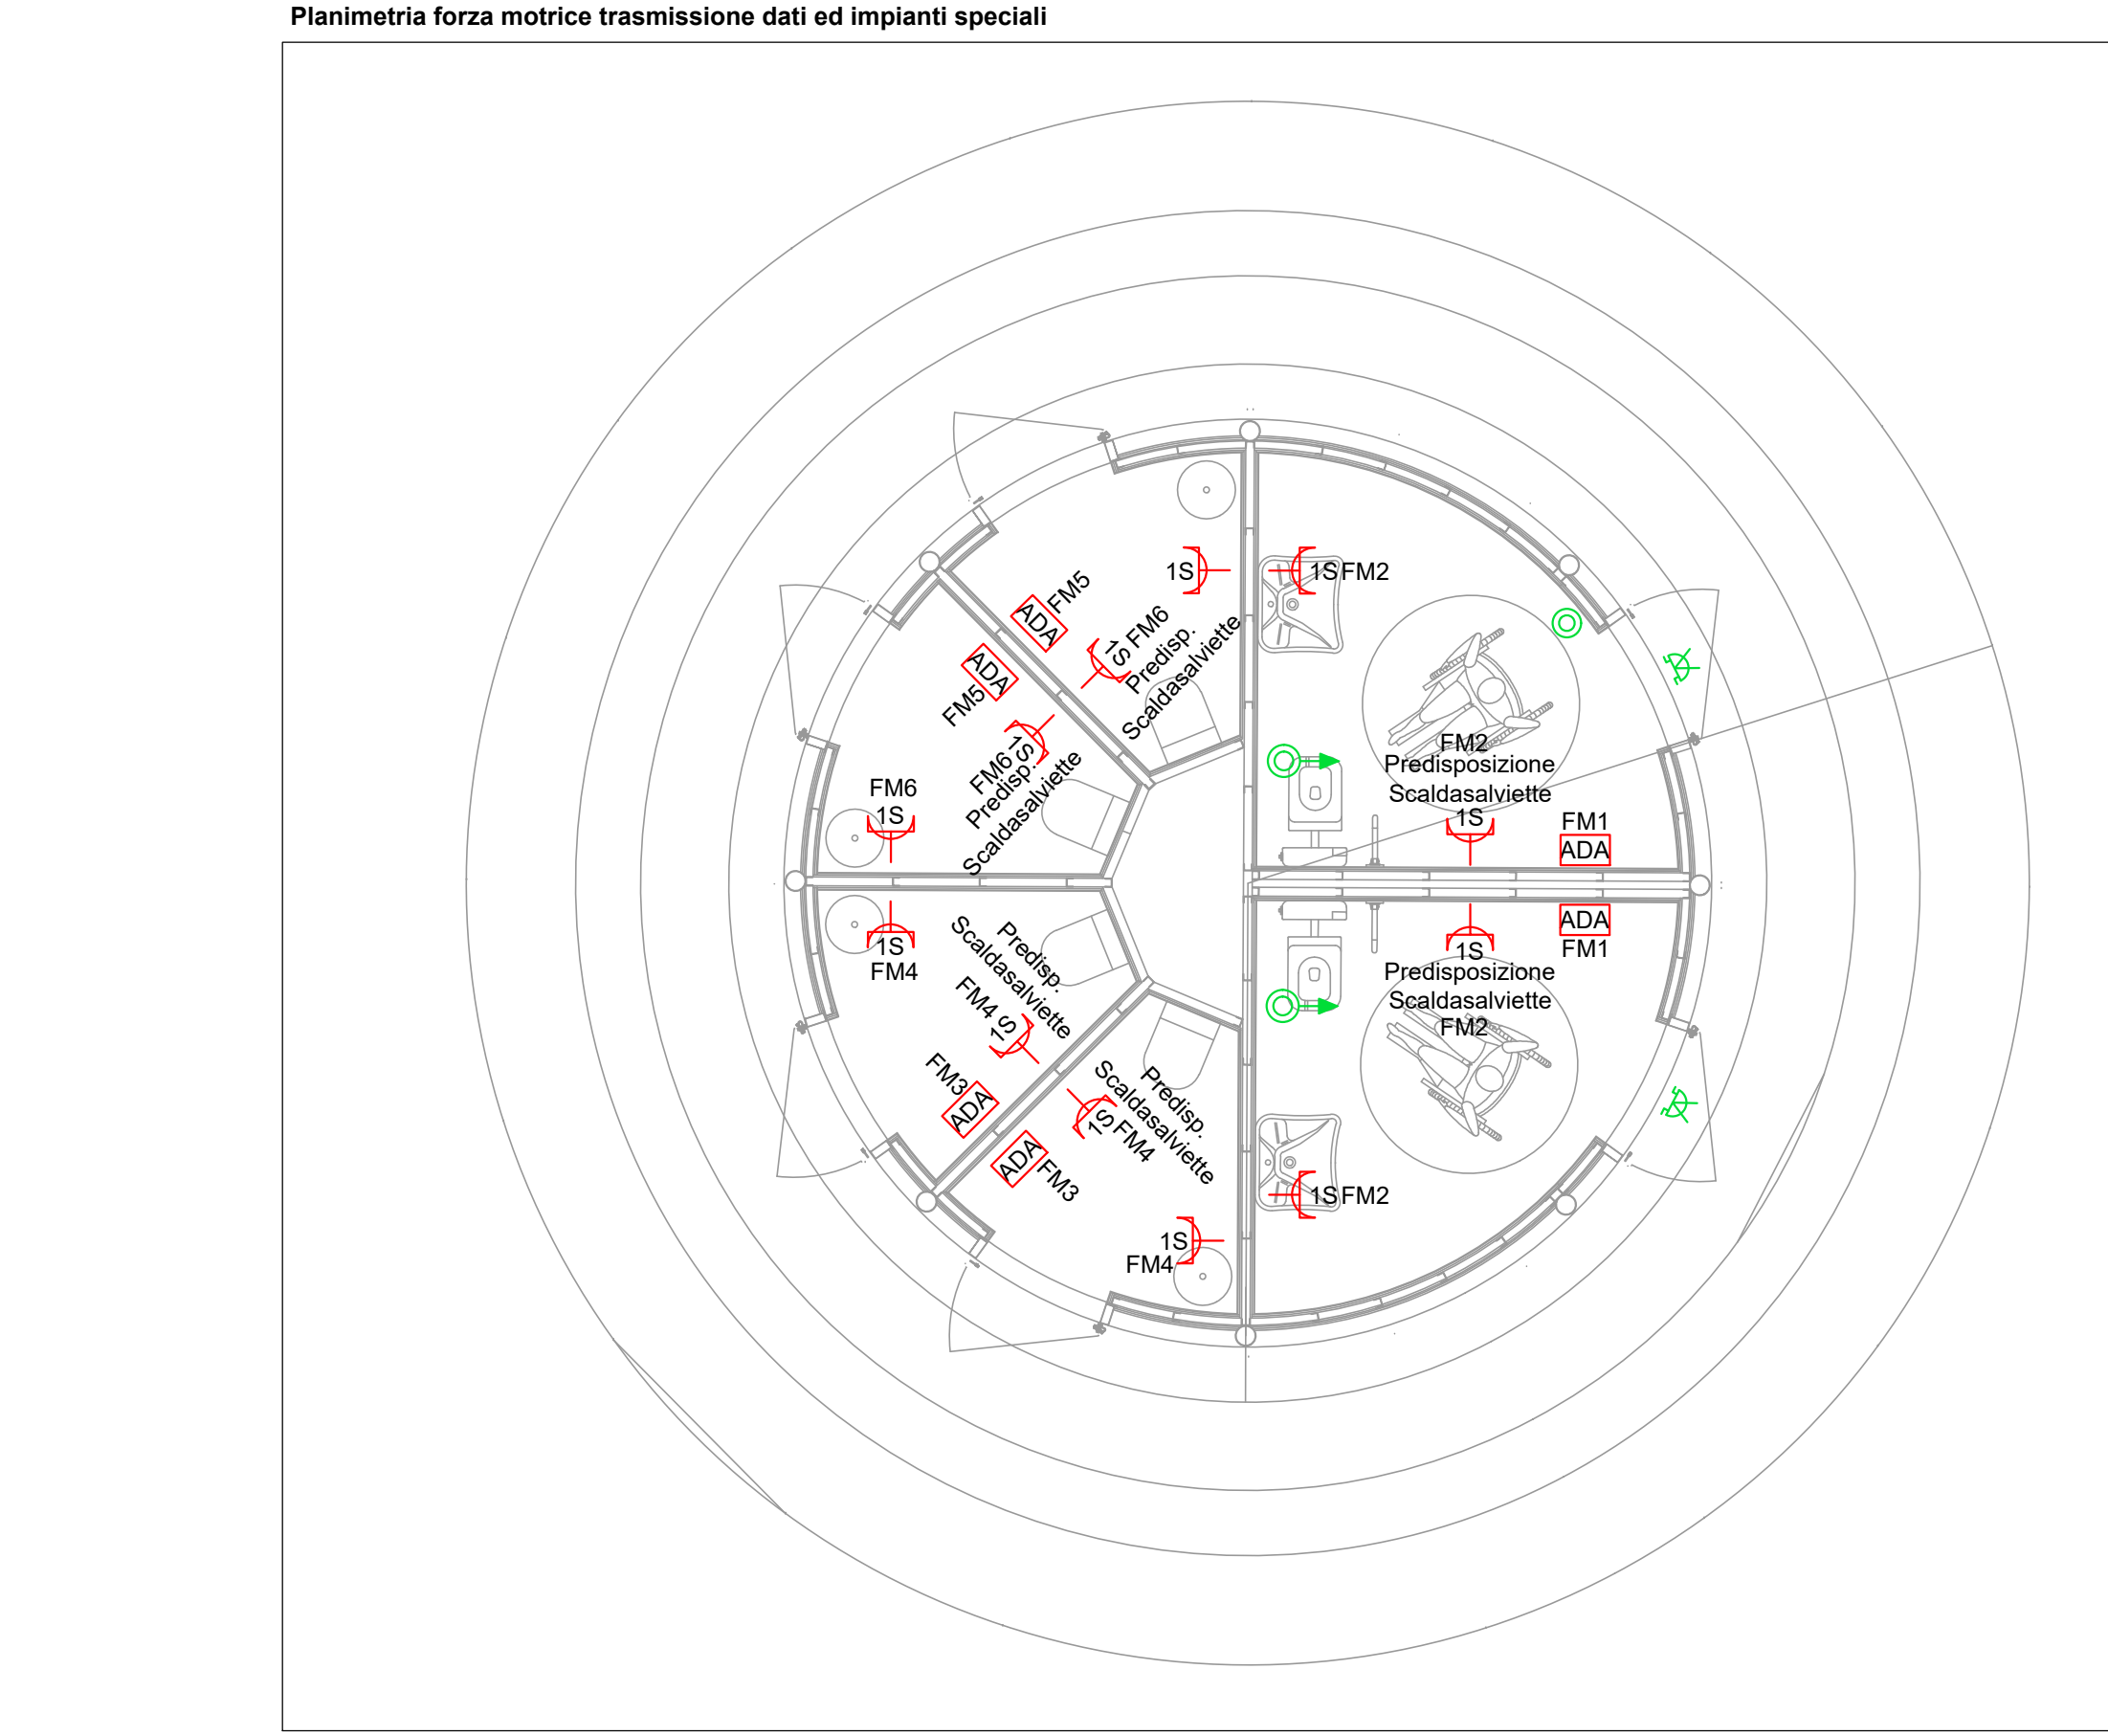 Planimetria forza motrice trasmissione dati ed impianti speciali
1S
1S FM2
ADA FM5
1S FM6
Predisp.
Scaldasalviette
ADA
FM5
1S
FM6
Predisp.
Scaldasalviette
FM6
1S
FM2
Predisposizione
Scaldasalviette
1S
FM1
ADA
1S
FM4
Predisp.
Scaldasalviette
FM4 1S
FM3
ADA
ADA
FM1
1S
Predisposizione
Scaldasalviette
FM2
Predisp.
Scaldasalviette
1S FM4
ADA
FM3
1S
FM4
1S FM2